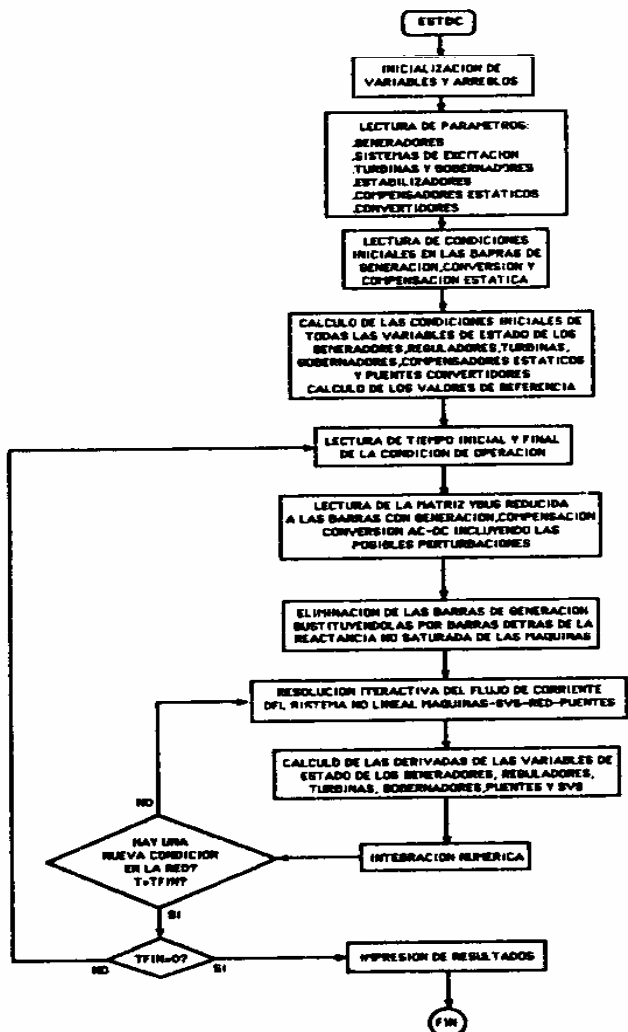 ESTDC
INICIALIZACION DE
VARIABLES Y ARREGLOS
LECTURA DE PARAMETROS:
.GENERADORES
.SISTEMAS DE EXCITACION
.TURBINAS Y GOBERNADORES
.ESTABILIZADORES
.COMPENSADORES ESTATICOS
.CONVERTIDORES
LECTURA DE CONDICIONES
INICIALES EN LAS BARRAS DE
GENERACION,CONVERSION Y
COMPENSACION ESTATICA
CALCULO DE LAS CONDICIONES INICIALES DE
TODAS LAS VARIABLES DE ESTADO DE LOS
GENERADORES,REGULADORES,TURBINAS,
GOBERNADORES,COMPENSADORES ESTATICOS
Y PUENTES CONVERTIDORES
CALCULO DE LOS VALORES DE REFERENCIA
LECTURA DE TIEMPO INICIAL Y FINAL
DE LA CONDICION DE OPERACION
LECTURA DE LA MATRIZ YBUS REDUCIDA
A LAS BARRAS CON GENERACION,COMPENSACION
CONVERSION AC-DC INCLUYENDO LAS
POSIBLES PERTURBACIONES
ELIMINACION DE LAS BARRAS DE GENERACION
SUSTITUYENDOLAS POR BARRAS DETRAS DE LA
REACTANCIA NO SATURADA DE LAS MAQUINAS
RESOLUCION ITERACTIVA DEL FLUJO DE CORRIENTE
DEL SISTEMA NO LINEAL MAQUINAS-SVS-RED-PUENTES
CALCULO DE LAS DERIVADAS DE LAS VARIABLES DE
ESTADO DE LOS GENERADORES, REGULADORES,
TURBINAS, GOBERNADORES,PUENTES Y SVS
NO
HAY UNA
NUEVA CONDICION
EN LA RED?
T=TFIN?
INTEGRACION NUMERICA
SI
TFIN=0?
NO
SI
IMPRESION DE RESULTADOS
FIN